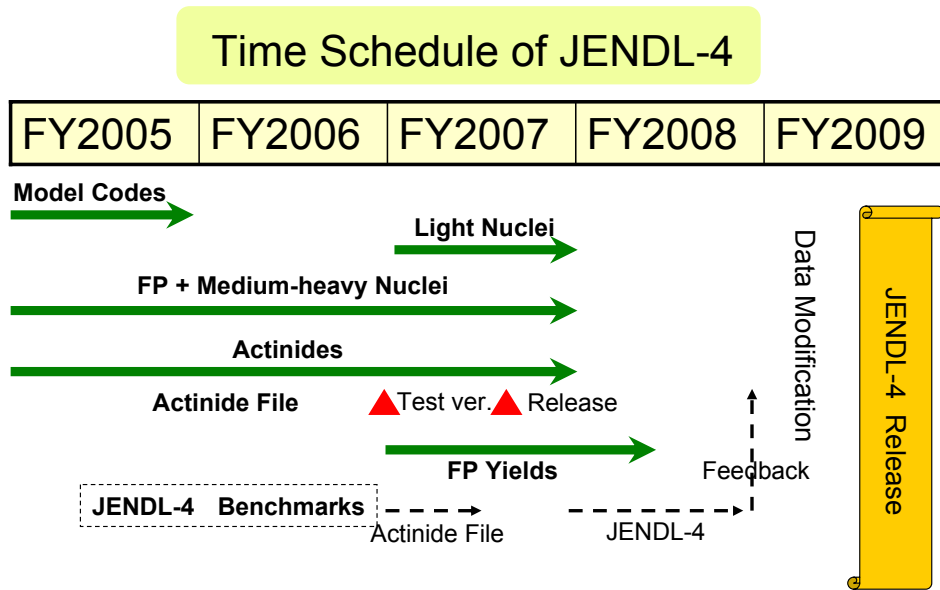 Time Schedule of JENDL-4
FY2005 FY2006 FY2007 FY2008 FY2009
Model Codes
Light Nuclei
FP + Medium-heavy Nuclei
Actinides
Actinide File Test ver. Release
FP Yields
Feedback
JENDL-4 Benchmarks
Actinide File
JENDL-4
Data Modification
JENDL-4 Release